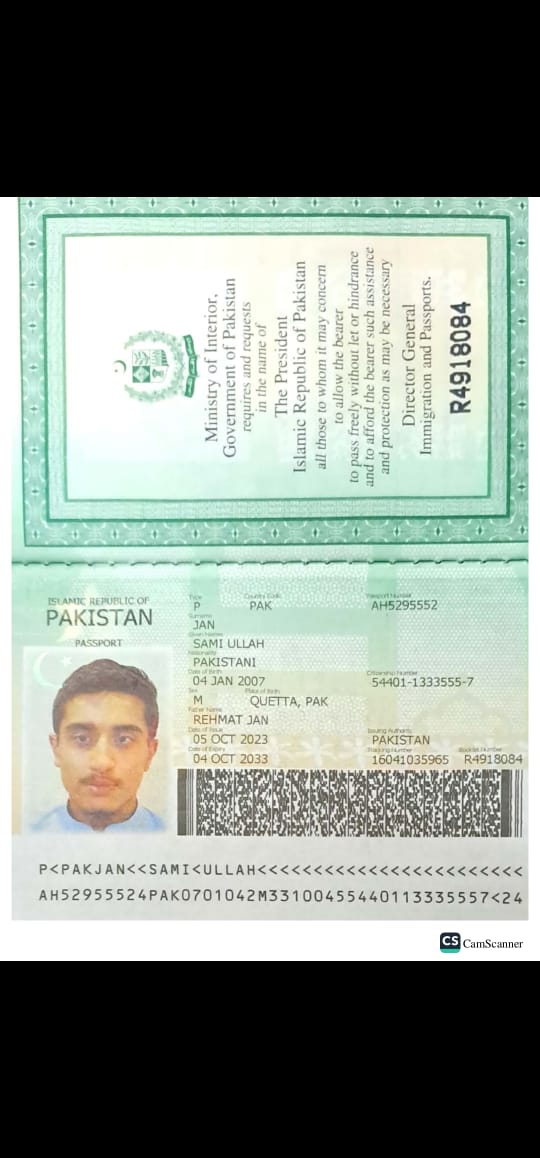 Ministry of Interior,
Government of Pakistan
requires and requests
in the name of
The President
Islamic Republic of Pakistan
all those to whom it may concern
to allow the bearer
to pass freely without let or hindrance
and to afford the bearer such assistance
and protection as may be necessary
Director General
Immigration and Passports.
R4918084
ISLAMIC REPUBLIC OF
PAKISTAN
PASSPORT
Type Country Code Passport Number
P PAK AH5295552
Surname
JAN
Given Names
SAMI ULLAH
Nationality
PAKISTANI
Date of Birth Citizenship Number
04 JAN 2007 54401-1333555-7
Sex Place of Birth
M QUETTA, PAK
Father Name
REHMAT JAN
Date of Issue Issuing Authority
05 OCT 2023 PAKISTAN
Date of Expiry Tracking Number Booklet Number
04 OCT 2033 16041035965 R4918084
P<PAKJAN<<SAMI<ULLAH<<<<<<<<<<<<<<<<<<<<<<<<
AH52955524PAK0701042M33100455440113335557<24
CS CamScanner